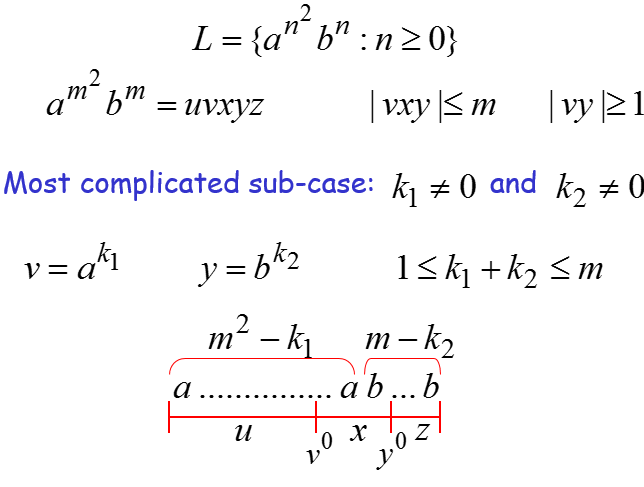 L = {a^{n^2} b^n : n ≥ 0}
a^{m^2} b^m = uvxyz | vxy |≤ m | vy |≥ 1
Most complicated sub-case: k_1 ≠ 0 and k_2 ≠ 0
v = a^{k_1} y = b^{k_2} 1 ≤ k_1 + k_2 ≤ m
m^2 − k_1 m − k_2
a ............... a b ... b
u v^0 x y^0 z